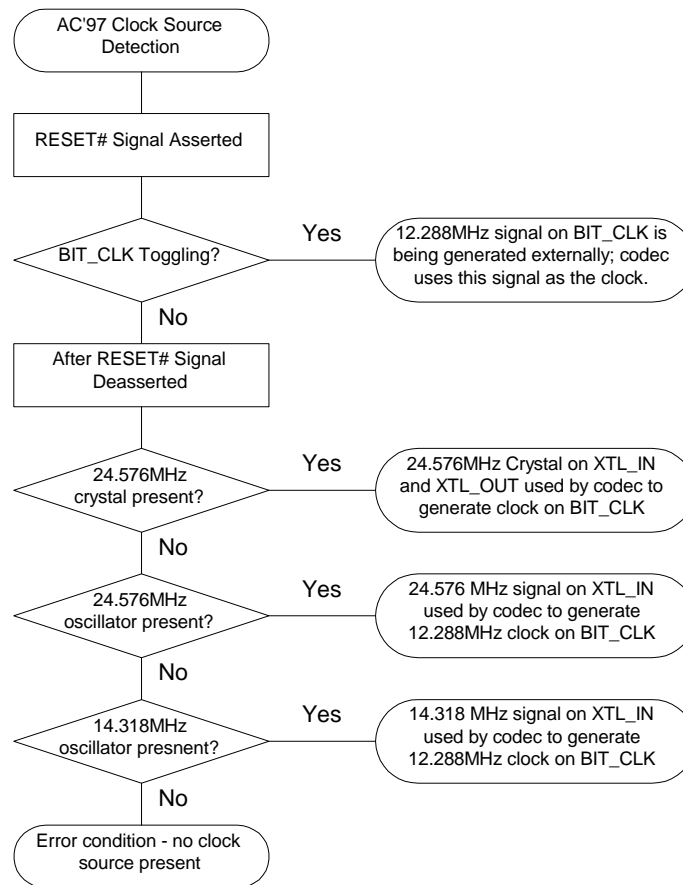 AC'97 Clock Source
Detection
RESET# Signal Asserted
BIT_CLK Toggling?
Yes
12.288MHz signal on BIT_CLK is
being generated externally; codec
uses this signal as the clock.
No
After RESET# Signal
Deasserted
24.576MHz
crystal present?
Yes
24.576MHz Crystal on XTL_IN
and XTL_OUT used by codec to
generate clock on BIT_CLK
No
24.576MHz
oscillator present?
Yes
24.576 MHz signal on XTL_IN
used by codec to generate
12.288MHz clock on BIT_CLK
No
14.318MHz
oscillator presnent?
Yes
14.318 MHz signal on XTL_IN
used by codec to generate
12.288MHz clock on BIT_CLK
No
Error condition - no clock
source present